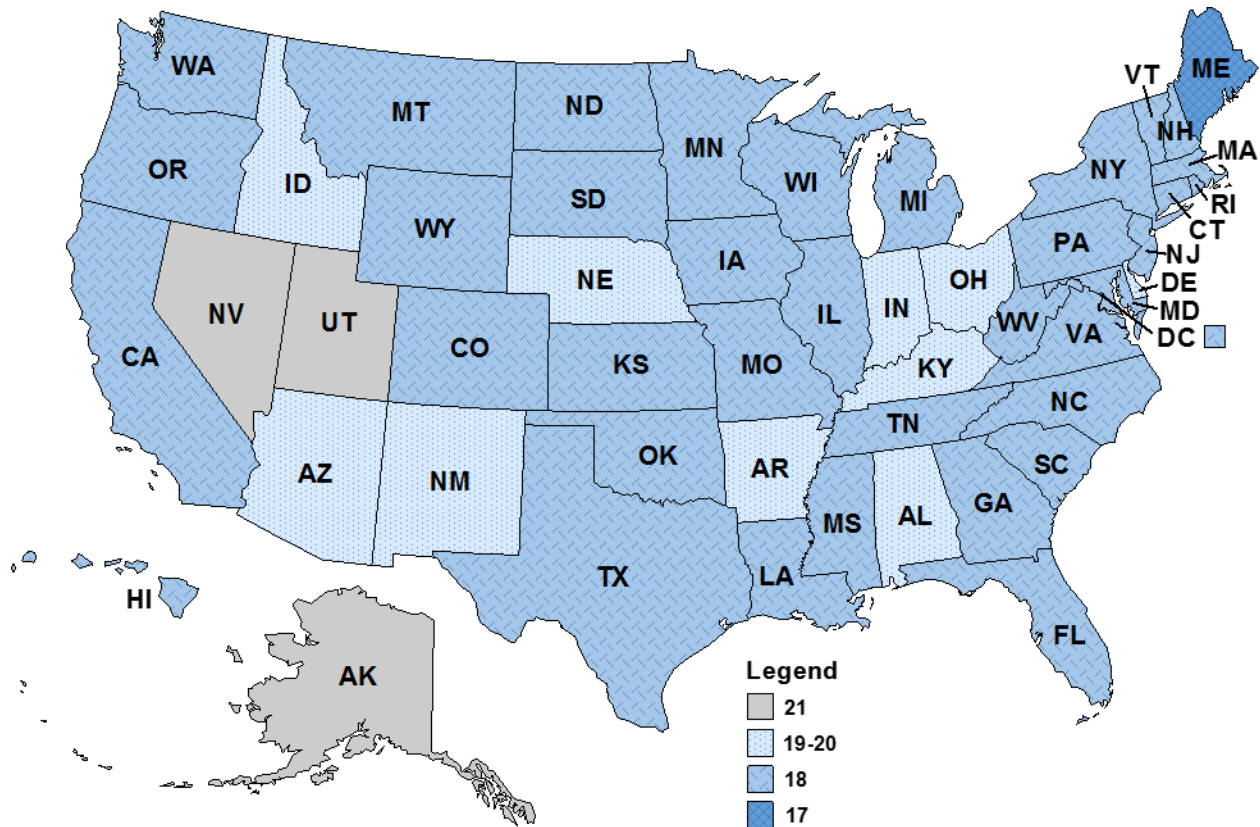 WA
MT
ND
MN
VT
ME
NH
OR
ID
SD
WI
MI
NY
MA
RI
CT
WY
IA
PA
NJ
NE
OH
DE
NV
UT
IL
IN
MD
CO
WV
VA
DC
CA
KS
MO
KY
NC
TN
OK
AR
SC
AZ
NM
MS
AL
GA
TX
LA
HI
FL
AK
Legend
21
19-20
18
17